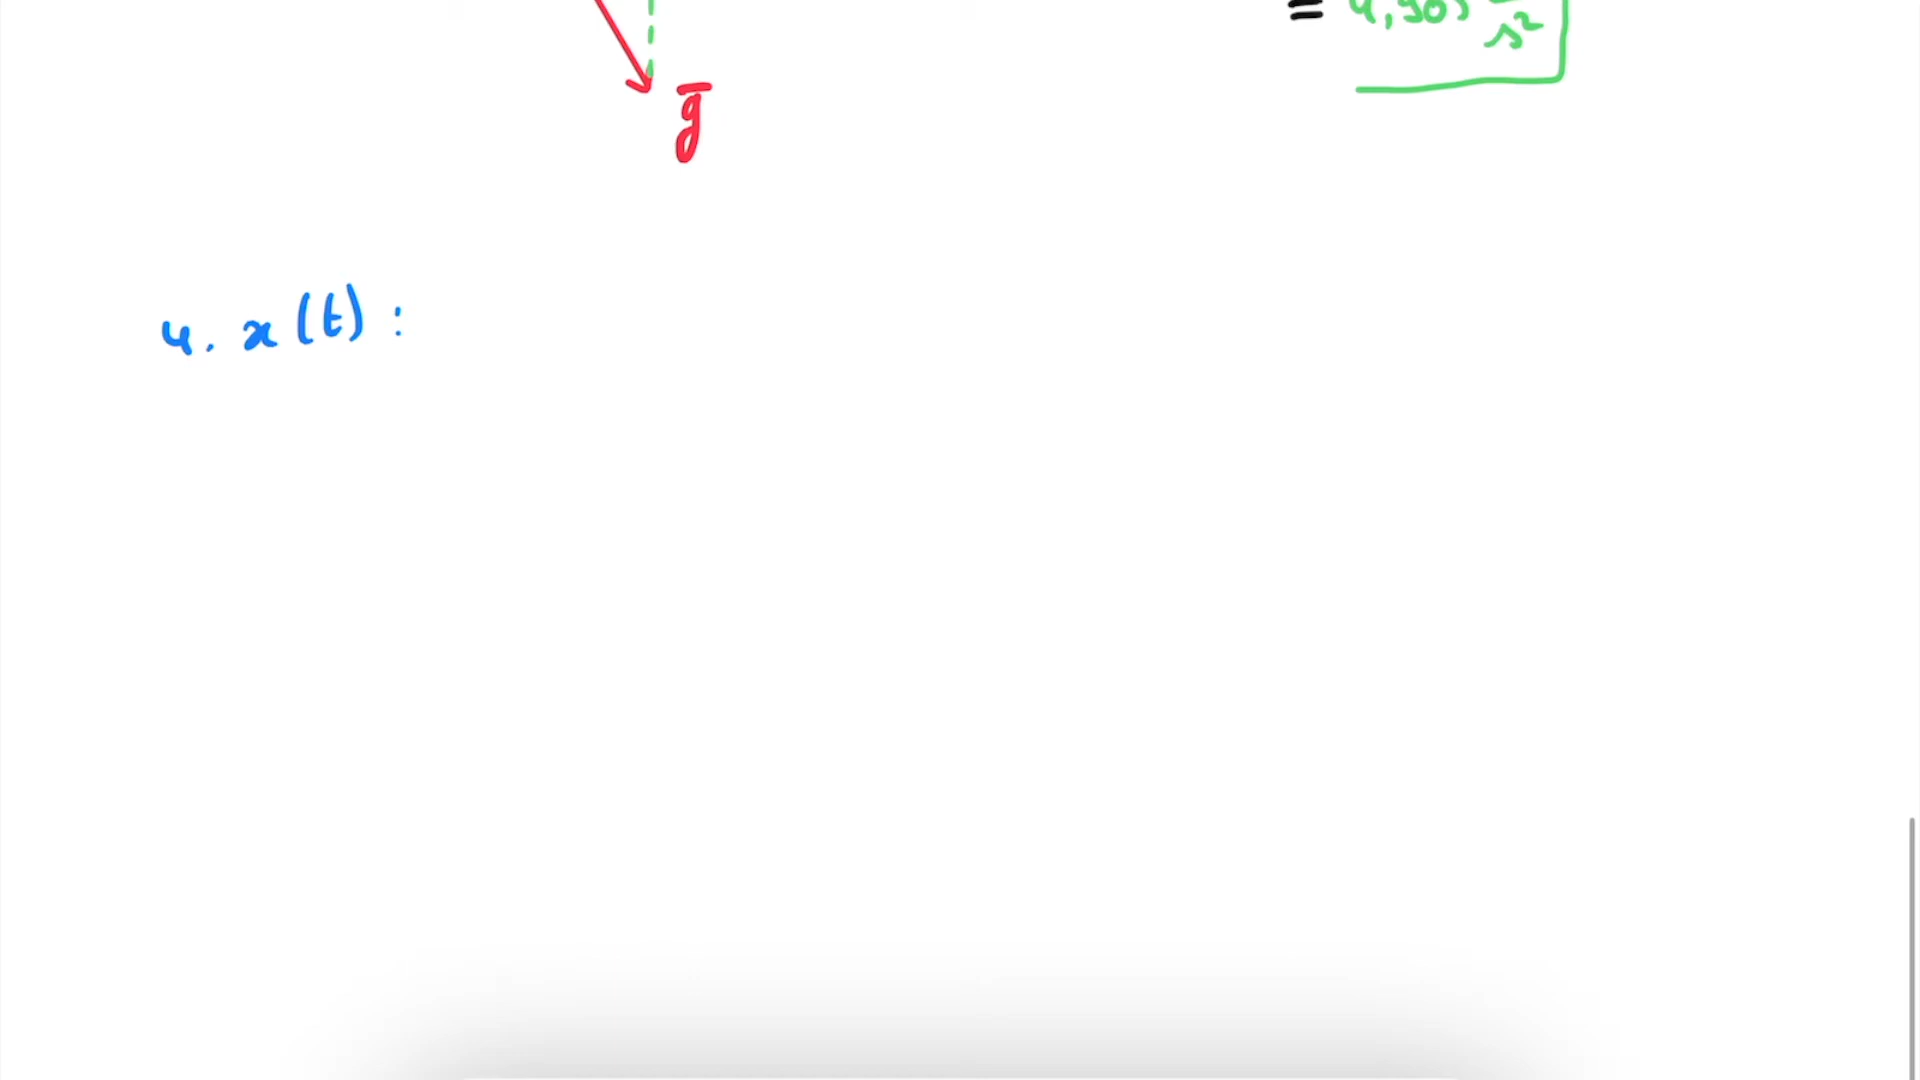 = 4,905
s²
g̅
4. x(t) :